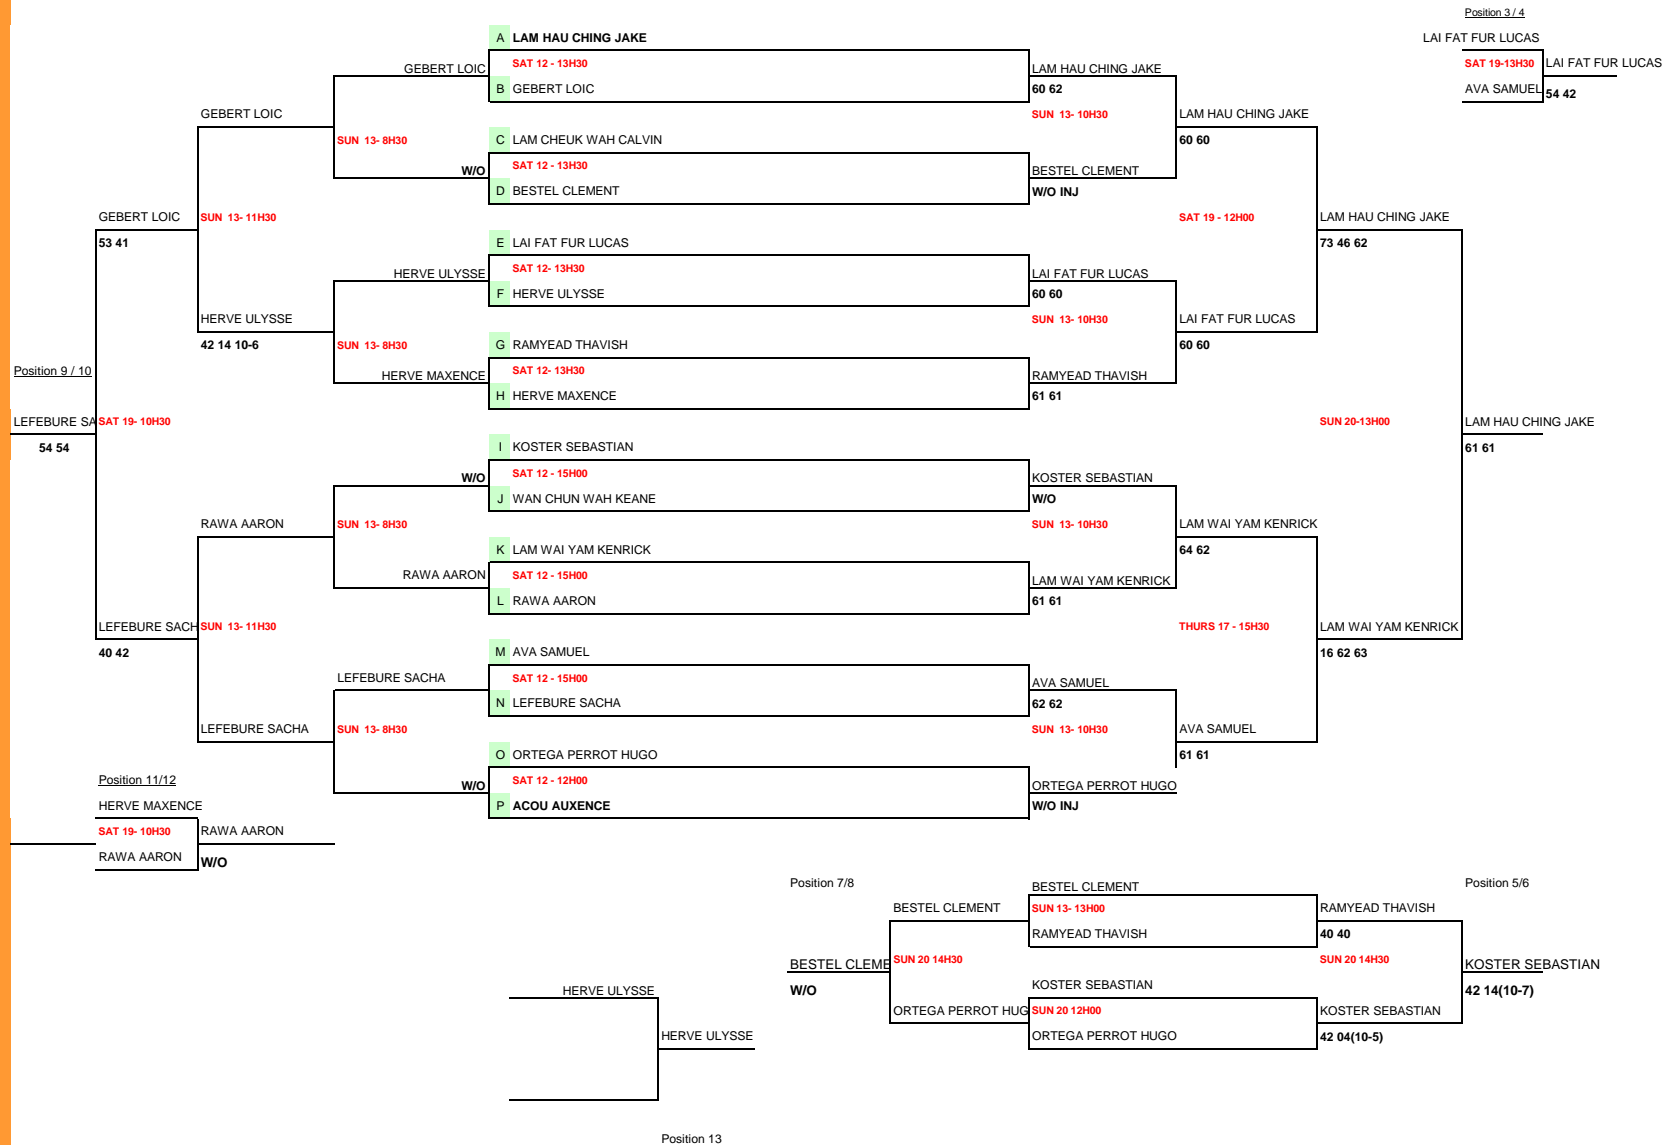 Position 3 / 4
A LAM HAU CHING JAKE
LAI FAT FUR LUCAS
GEBERT LOIC
SAT 12 - 13H30
LAM HAU CHING JAKE
SAT 19-13H30
LAI FAT FUR LUCAS
B GEBERT LOIC
60 62
AVA SAMUEL
54 42
GEBERT LOIC
SUN 13- 10H30
LAM HAU CHING JAKE
SUN 13- 8H30
C LAM CHEUK WAH CALVIN
60 60
W/O
SAT 12 - 13H30
BESTEL CLEMENT
D BESTEL CLEMENT
W/O INJ
GEBERT LOIC
SUN 13- 11H30
SAT 19 - 12H00
LAM HAU CHING JAKE
53 41
E LAI FAT FUR LUCAS
73 46 62
HERVE ULYSSE
SAT 12- 13H30
LAI FAT FUR LUCAS
F HERVE ULYSSE
60 60
HERVE ULYSSE
SUN 13- 10H30
LAI FAT FUR LUCAS
42 14 10-6
SUN 13- 8H30
G RAMYEAD THAVISH
60 60
Position 9 / 10
HERVE MAXENCE
SAT 12- 13H30
RAMYEAD THAVISH
H HERVE MAXENCE
61 61
LEFEBURE SA
SAT 19- 10H30
SUN 20-13H00
LAM HAU CHING JAKE
54 54
I KOSTER SEBASTIAN
61 61
W/O
SAT 12 - 15H00
KOSTER SEBASTIAN
J WAN CHUN WAH KEANE
W/O
RAWA AARON
SUN 13- 8H30
SUN 13- 10H30
LAM WAI YAM KENRICK
K LAM WAI YAM KENRICK
64 62
RAWA AARON
SAT 12 - 15H00
LAM WAI YAM KENRICK
L RAWA AARON
61 61
LEFEBURE SACH
SUN 13- 11H30
THURS 17 - 15H30
LAM WAI YAM KENRICK
40 42
M AVA SAMUEL
16 62 63
LEFEBURE SACHA
SAT 12 - 15H00
AVA SAMUEL
N LEFEBURE SACHA
62 62
LEFEBURE SACHA
SUN 13- 8H30
SUN 13- 10H30
AVA SAMUEL
O ORTEGA PERROT HUGO
61 61
Position 11/12
W/O
SAT 12 - 12H00
ORTEGA PERROT HUGO
HERVE MAXENCE
P ACOU AUXENCE
W/O INJ
SAT 19- 10H30
RAWA AARON
RAWA AARON
W/O
Position 7/8
BESTEL CLEMENT
Position 5/6
BESTEL CLEMENT
SUN 13- 13H00
RAMYEAD THAVISH
RAMYEAD THAVISH
40 40
BESTEL CLEME
SUN 20 14H30
SUN 20 14H30
KOSTER SEBASTIAN
HERVE ULYSSE
W/O
KOSTER SEBASTIAN
42 14(10-7)
ORTEGA PERROT HUG
SUN 20 12H00
KOSTER SEBASTIAN
HERVE ULYSSE
ORTEGA PERROT HUGO
42 04(10-5)
Position 13